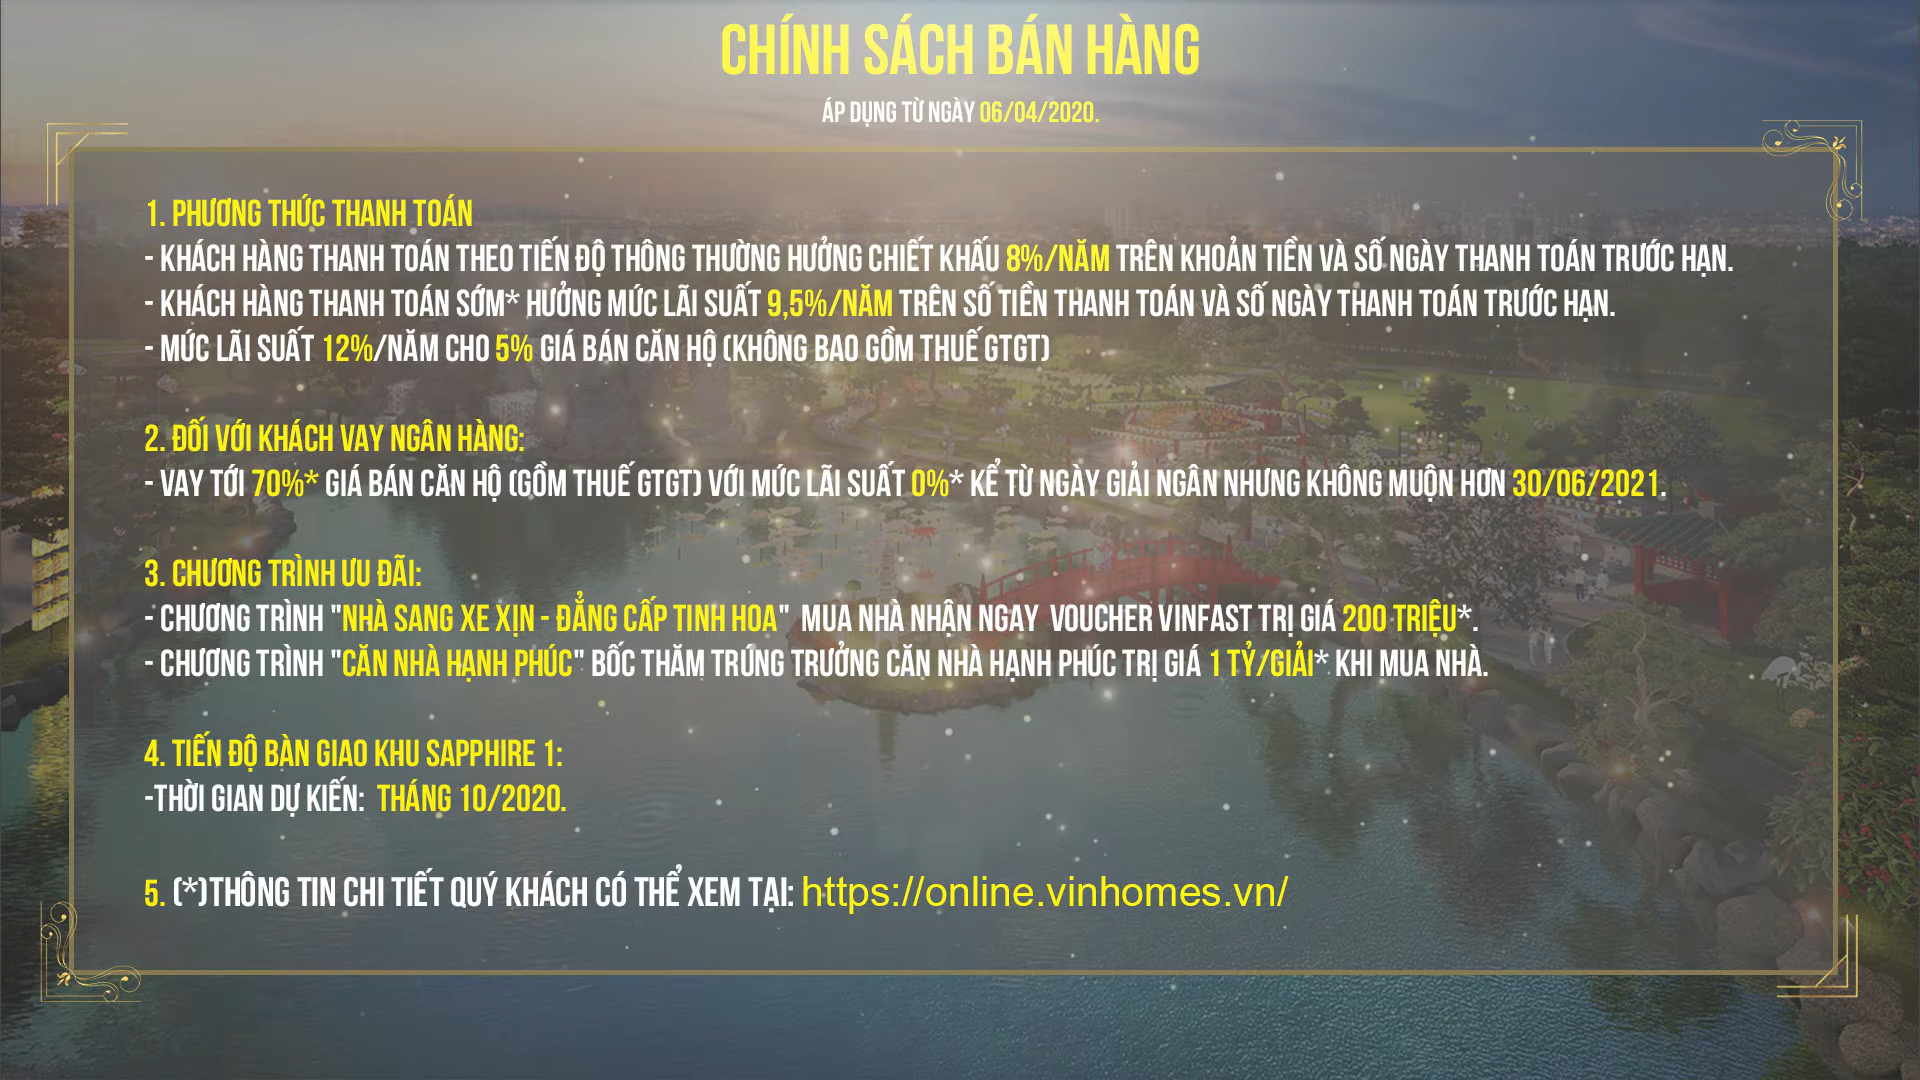 CHÍNH SÁCH BÁN HÀNG
ÁP DỤNG TỪ NGÀY 06/04/2020.
1. PHƯƠNG THỨC THANH TOÁN
- KHÁCH HÀNG THANH TOÁN THEO TIẾN ĐỘ THÔNG THƯỜNG HƯỞNG CHIẾT KHẤU 8%/NĂM TRÊN KHOẢN TIỀN VÀ SỐ NGÀY THANH TOÁN TRƯỚC HẠN.
- KHÁCH HÀNG THANH TOÁN SỚM* HƯỞNG MỨC LÃI SUẤT 9,5%/NĂM TRÊN SỐ TIỀN THANH TOÁN VÀ SỐ NGÀY THANH TOÁN TRƯỚC HẠN.
- MỨC LÃI SUẤT 12%/NĂM CHO 5% GIÁ BÁN CĂN HỘ (KHÔNG BAO GỒM THUẾ GTGT)
2. ĐỐI VỚI KHÁCH VAY NGÂN HÀNG:
- VAY TỚI 70%* GIÁ BÁN CĂN HỘ (GỒM THUẾ GTGT) VỚI MỨC LÃI SUẤT 0%* KỂ TỪ NGÀY GIẢI NGÂN NHƯNG KHÔNG MUỘN HƠN 30/06/2021.
3. CHƯƠNG TRÌNH ƯU ĐÃI:
- CHƯƠNG TRÌNH "NHÀ SANG XE XỊN - ĐẲNG CẤP TINH HOA" MUA NHÀ NHẬN NGAY VOUCHER VINFAST TRỊ GIÁ 200 TRIỆU*.
- CHƯƠNG TRÌNH "CĂN NHÀ HẠNH PHÚC" BỐC THĂM TRÚNG TRƯỞNG CĂN NHÀ HẠNH PHÚC TRỊ GIÁ 1 TỶ/GIẢI* KHI MUA NHÀ.
4. TIẾN ĐỘ BÀN GIAO KHU SAPPHIRE 1:
-THỜI GIAN DỰ KIẾN: THÁNG 10/2020.
5. (*)THÔNG TIN CHI TIẾT QUÝ KHÁCH CÓ THỂ XEM TẠI: https://online.vinhomes.vn/